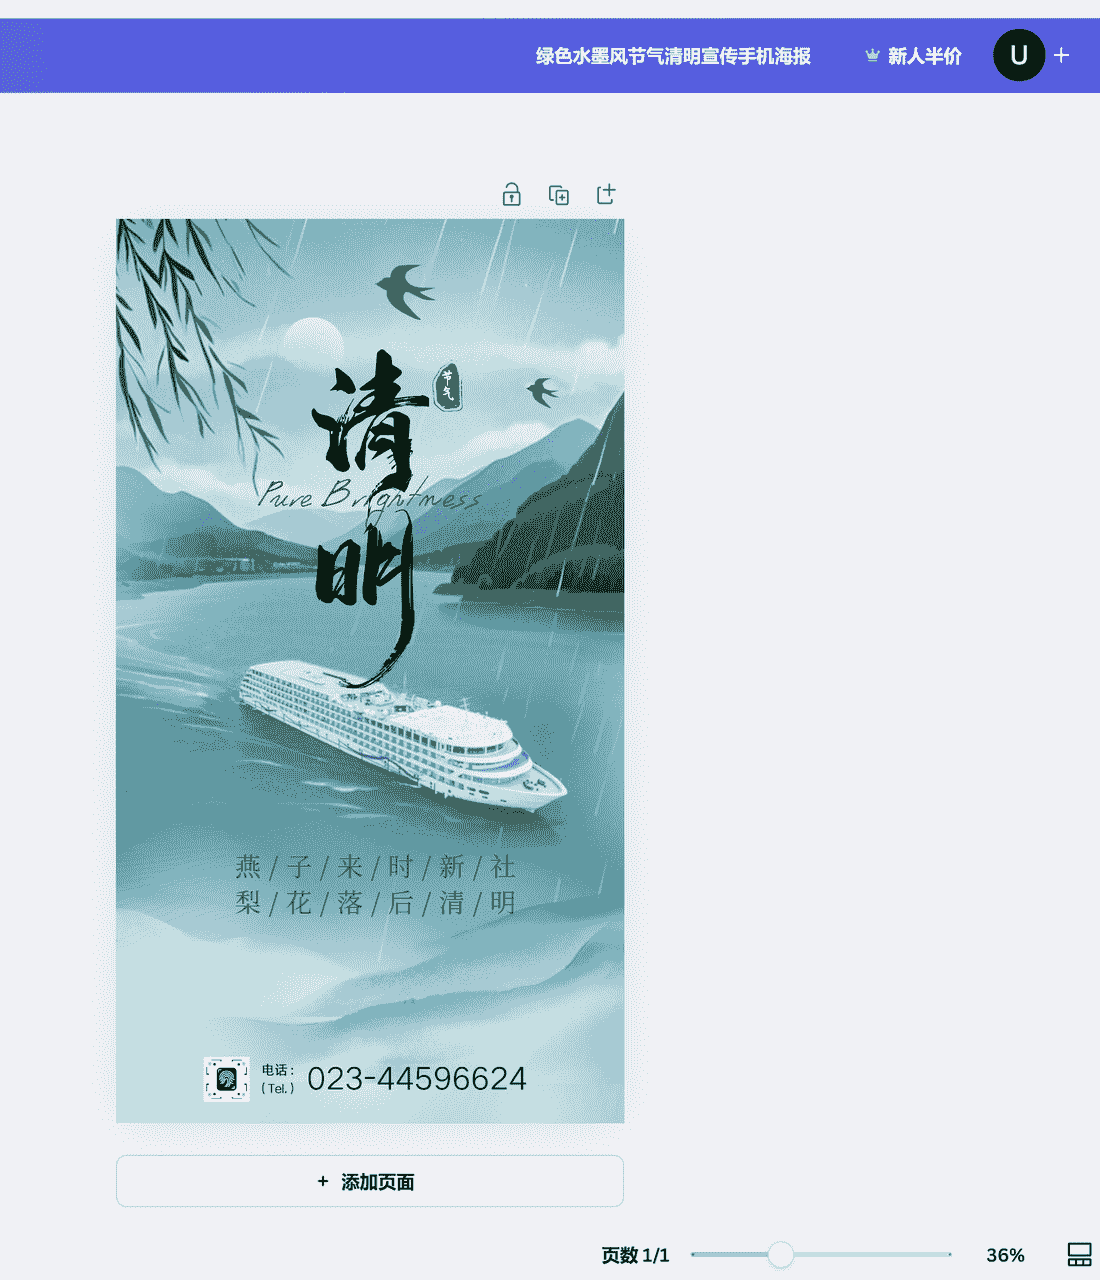 绿色水墨风节气清明宣传手机海报
新人半价
U
清
节气
Pure Brightness
明
燕/子/来/时/新/社
梨/花/落/后/清/明
电话：
(Tel.)
023-44596624
+ 添加页面
页数 1/1
36%